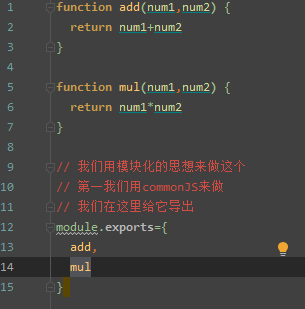 1 function add(num1,num2) {
2 return num1+num2
3 }
4
5 function mul(num1,num2) {
6 return num1*num2
7 }
8
9 // 我们用模块化的思想来做这个
10 // 第一我们用commonJS来做
11 // 我们在这里给它导出
12 module.exports={
13 add,
14 mul
15 }